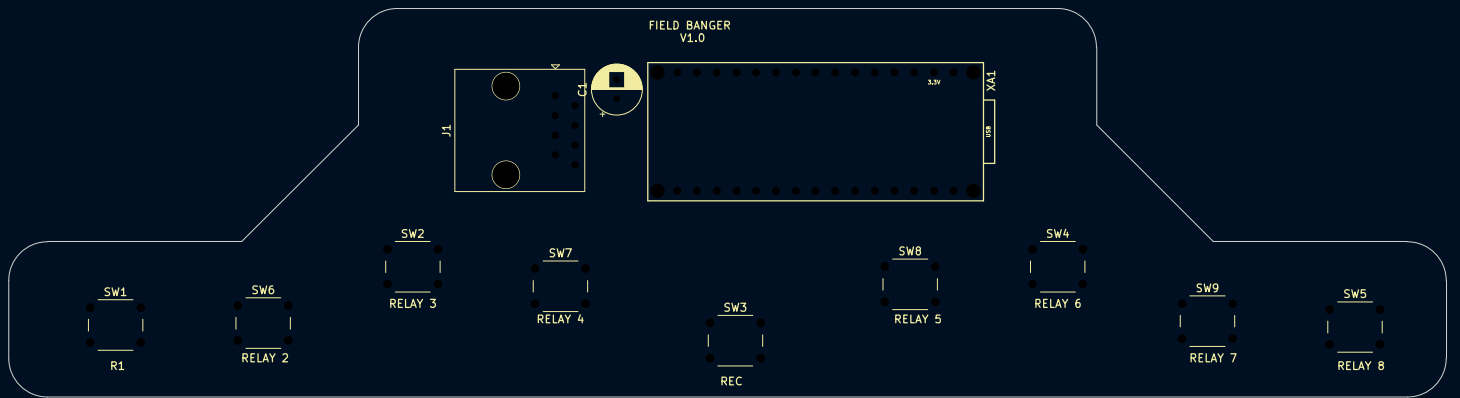 FIELD BANGER
V1.0
3.3V
XA1
C1
+
J1
USB
SW2
SW4
SW7
SW8
SW1
SW6
SW9
SW5
RELAY 3
RELAY 6
SW3
RELAY 4
RELAY 5
RELAY 2
RELAY 7
R1
RELAY 8
REC